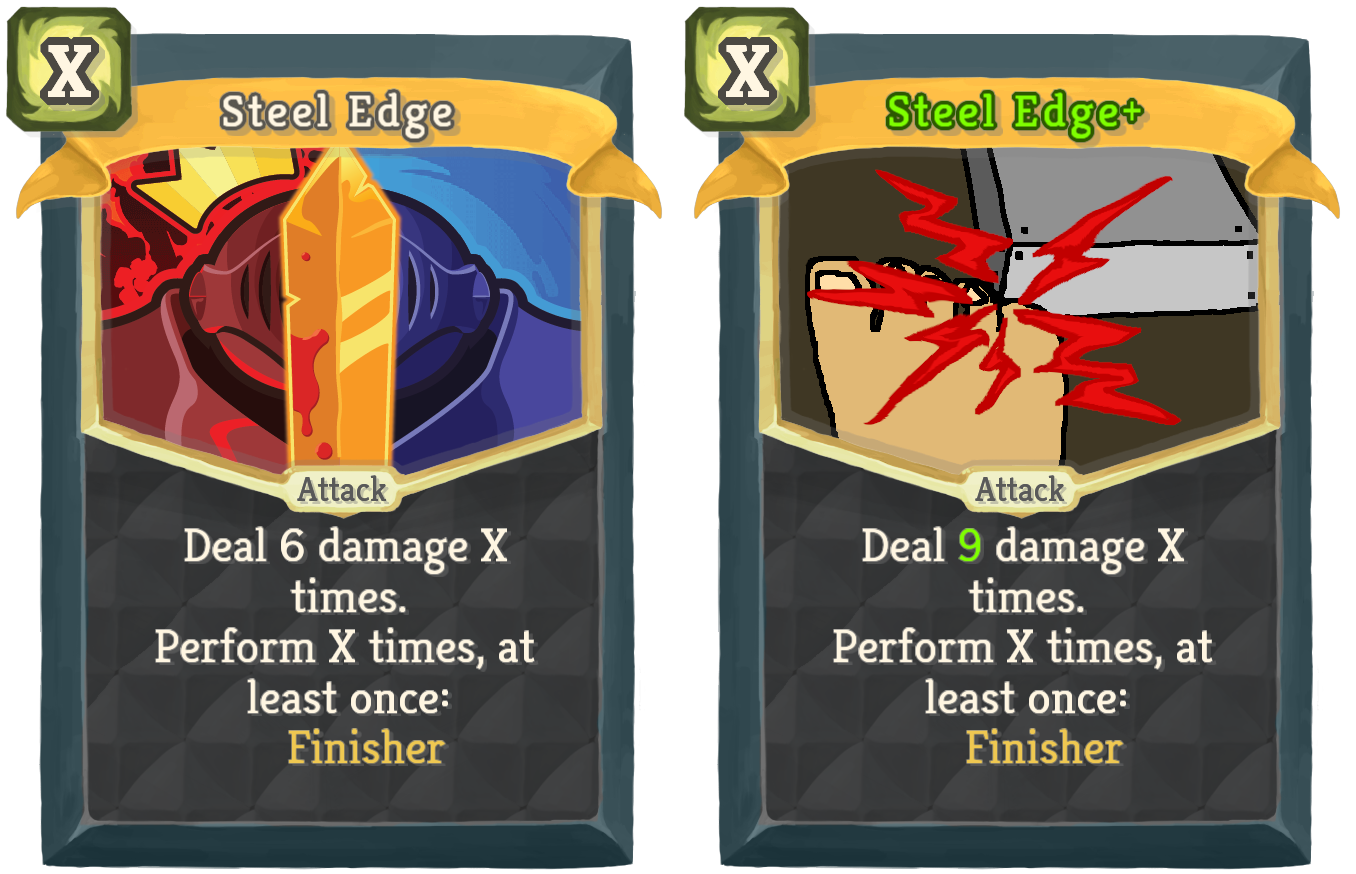 X
Steel Edge
Attack
Deal 6 damage X
times.
Perform X times, at
least once:
Finisher
X
Steel Edge+
Attack
Deal 9 damage X
times.
Perform X times, at
least once:
Finisher